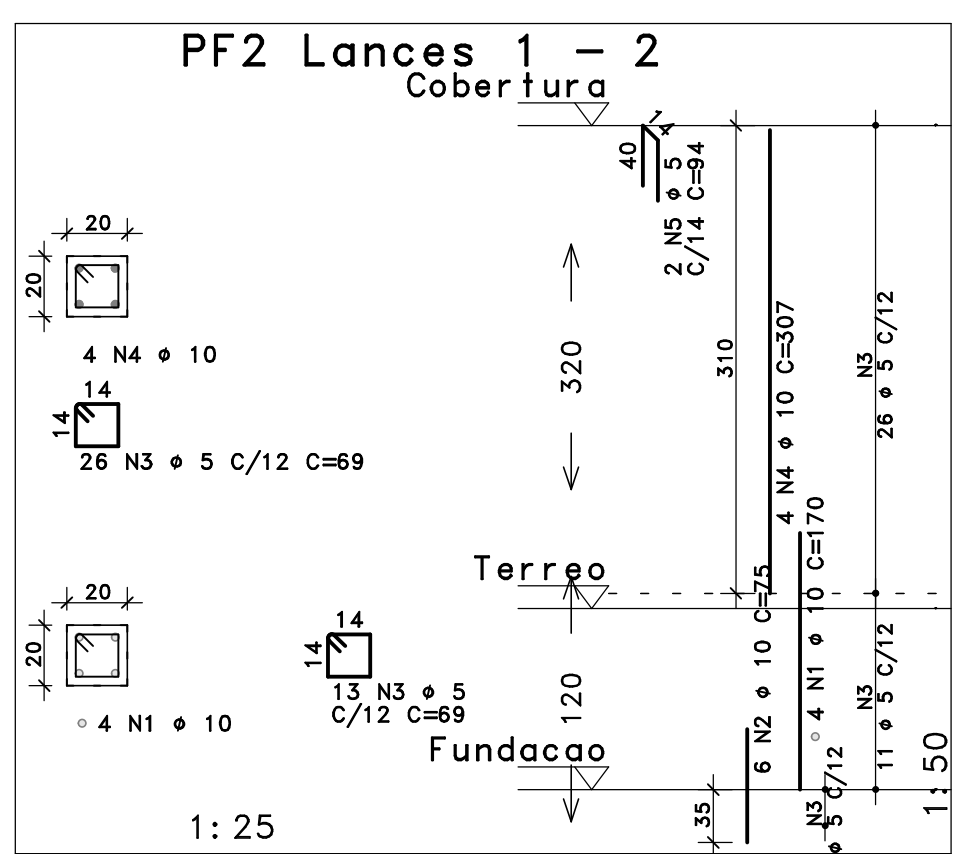 PF2 Lances 1 - 2
Cobertura
14
40
2 N5 ø 5
C/14 C=94
20
20
4 N4 ø 10
14
14
26 N3 ø 5 C/12 C=69
320
310
4 N4 ø 10 C=307
N3
26 ø 5 C/12
Terreo
20
20
4 N1 ø 10
14
14
13 N3 ø 5
C/12 C=69
120
6 N2 ø 10 C=75
4 N1 ø 10 C=170
N3
11 ø 5 C/12
Fundacao
35
N3
ø 5 C/12
1:25
1:50